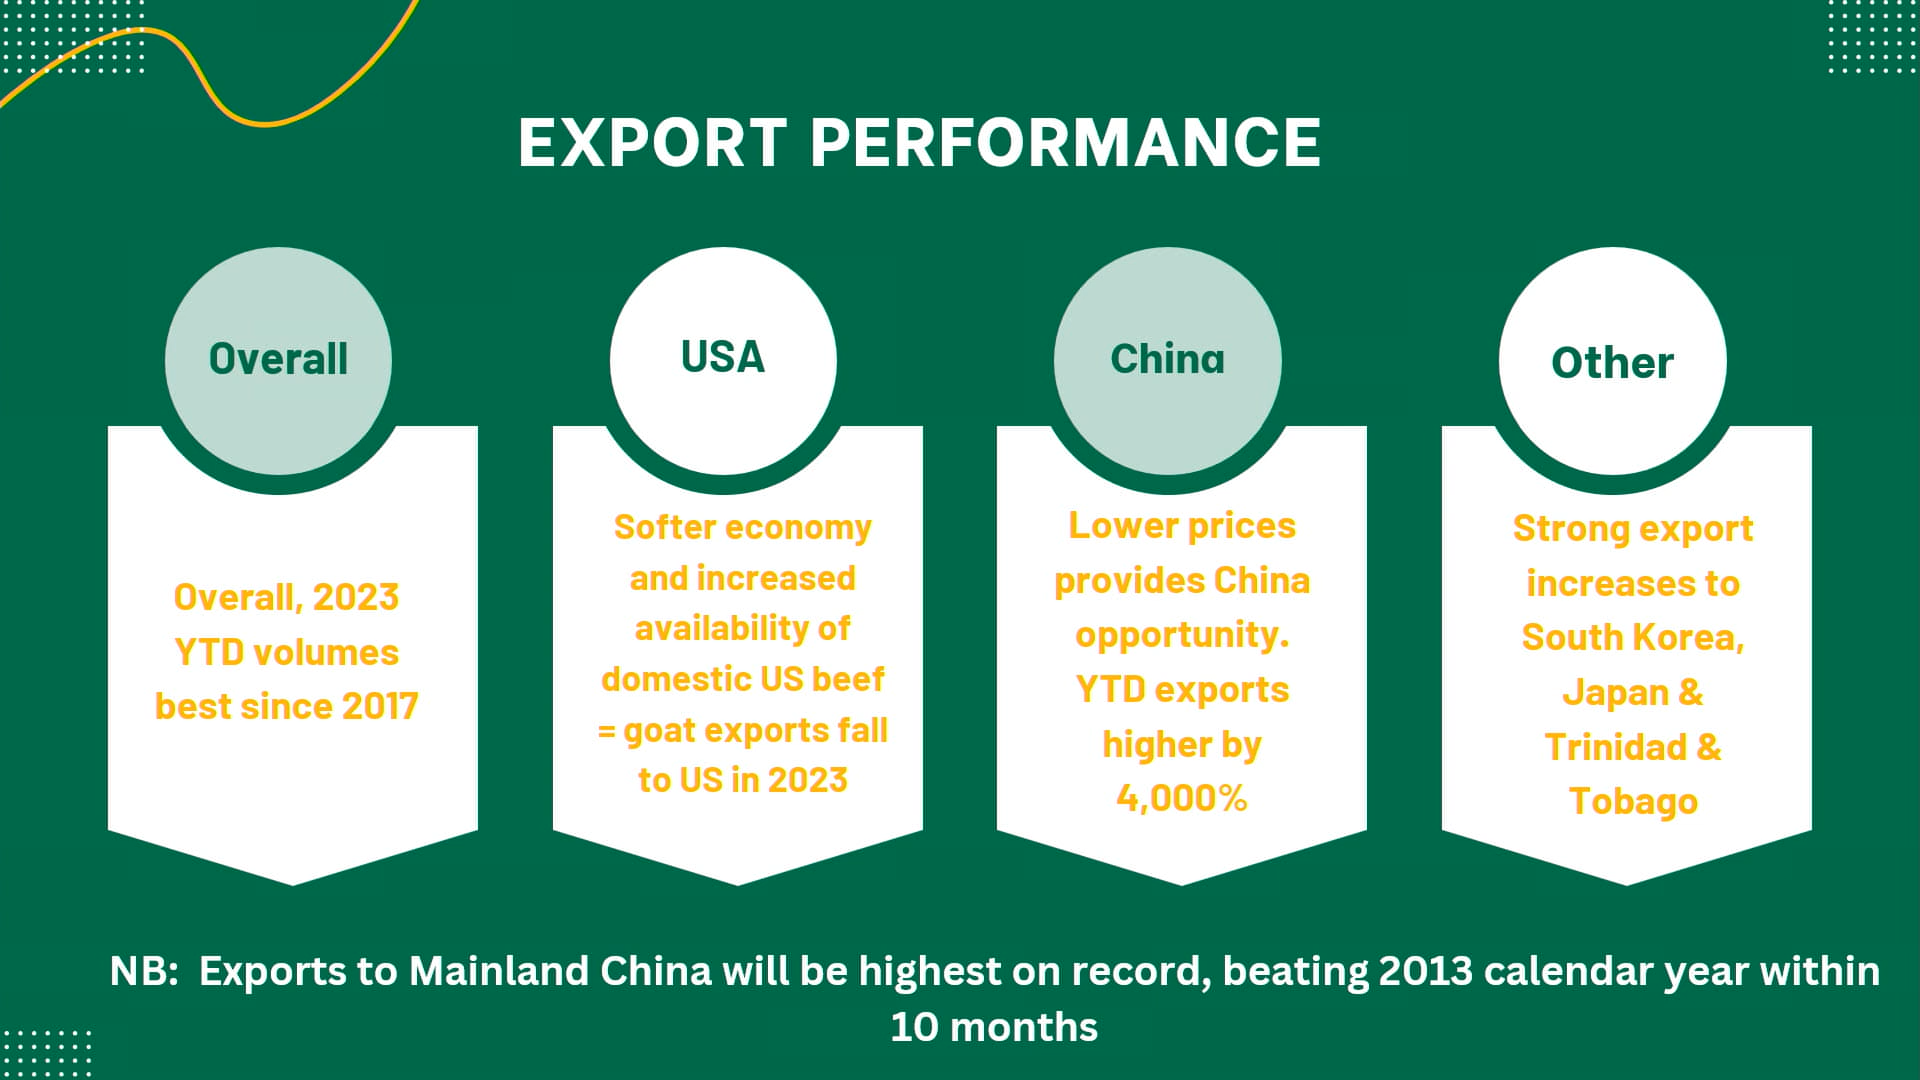 EXPORT PERFORMANCE
Overall
Overall, 2023
YTD volumes
best since 2017
USA
Softer economy
and increased
availability of
domestic US beef
= goat exports fall
to US in 2023
China
Lower prices
provides China
opportunity.
YTD exports
higher by
4,000%
Other
Strong export
increases to
South Korea,
Japan &
Trinidad &
Tobago
NB:  Exports to Mainland China will be highest on record, beating 2013 calendar year within
10 months